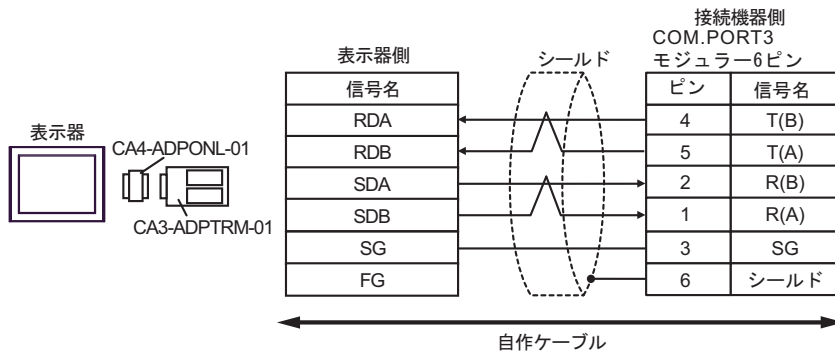 接続機器側
COM.PORT3
モジュラー6ピン
表示器側
シールド
信号名
ピン
信号名
RDA
4
T(B)
RDB
5
T(A)
SDA
2
R(B)
SDB
1
R(A)
SG
3
SG
FG
6
シールド
表示器
CA4-ADPONL-01
CA3-ADPTRM-01
自作ケーブル